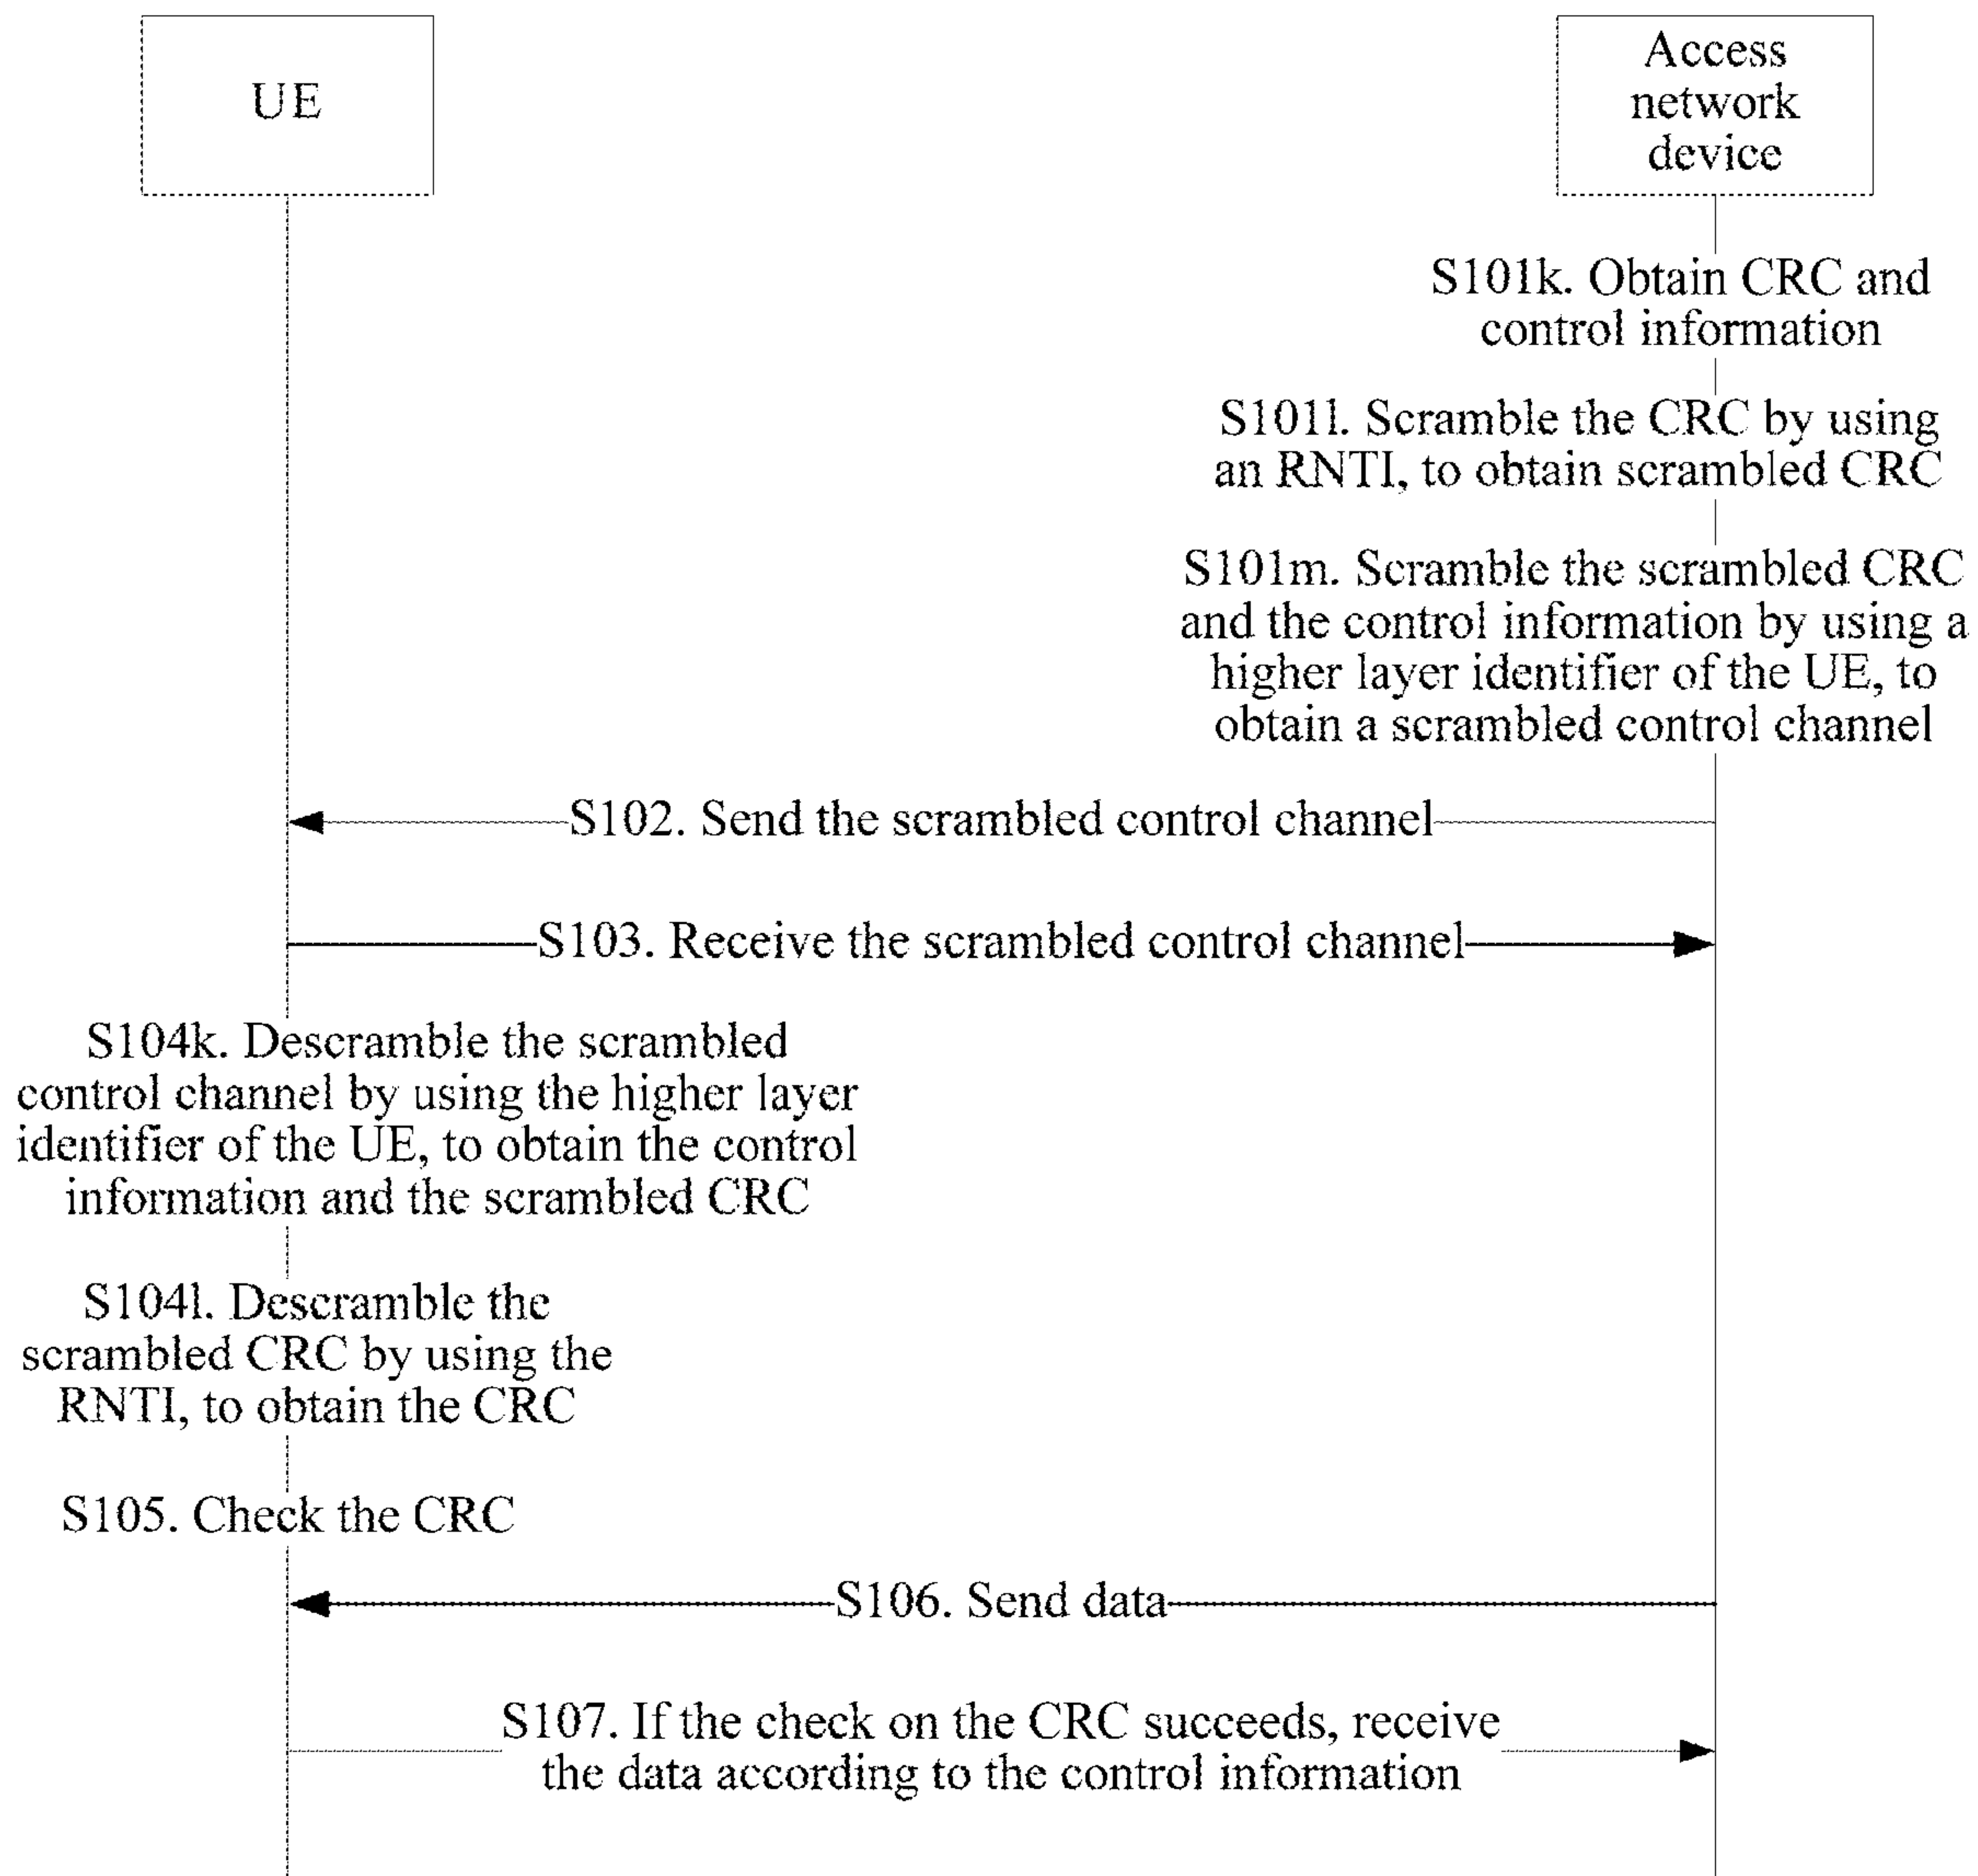 UE
Access
network
device
S101k. Obtain CRC and
control information
S101l. Scramble the CRC by using
an RNTI, to obtain scrambled CRC
S101m. Scramble the scrambled CRC
and the control information by using a
higher layer identifier of the UE, to
obtain a scrambled control channel
S102. Send the scrambled control channel
S103. Receive the scrambled control channel
S104k. Descramble the scrambled
control channel by using the higher layer
identifier of the UE, to obtain the control
information and the scrambled CRC
S104l. Descramble the
scrambled CRC by using the
RNTI, to obtain the CRC
S105. Check the CRC
S106. Send data
S107. If the check on the CRC succeeds, receive
the data according to the control information